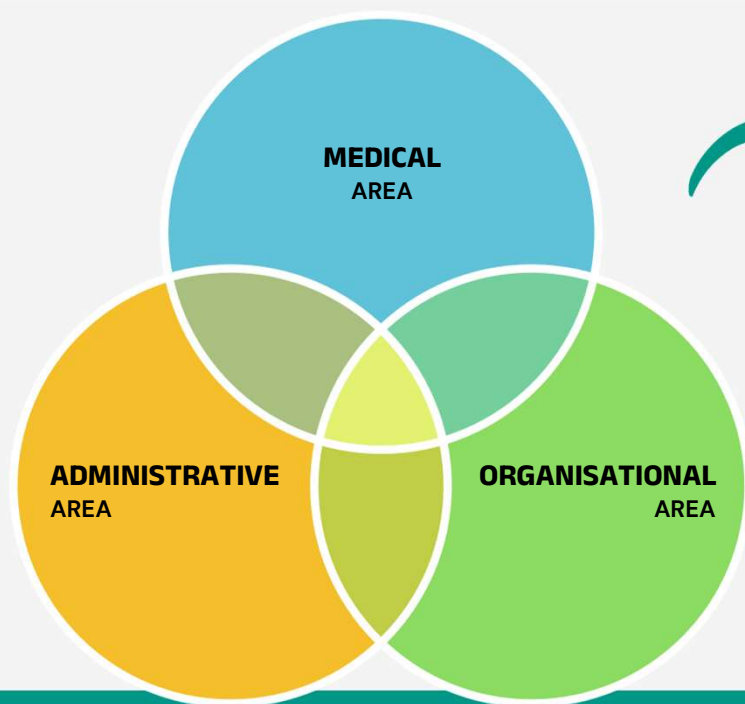 MEDICAL
AREA
ADMINISTRATIVE
AREA
ORGANISATIONAL
AREA